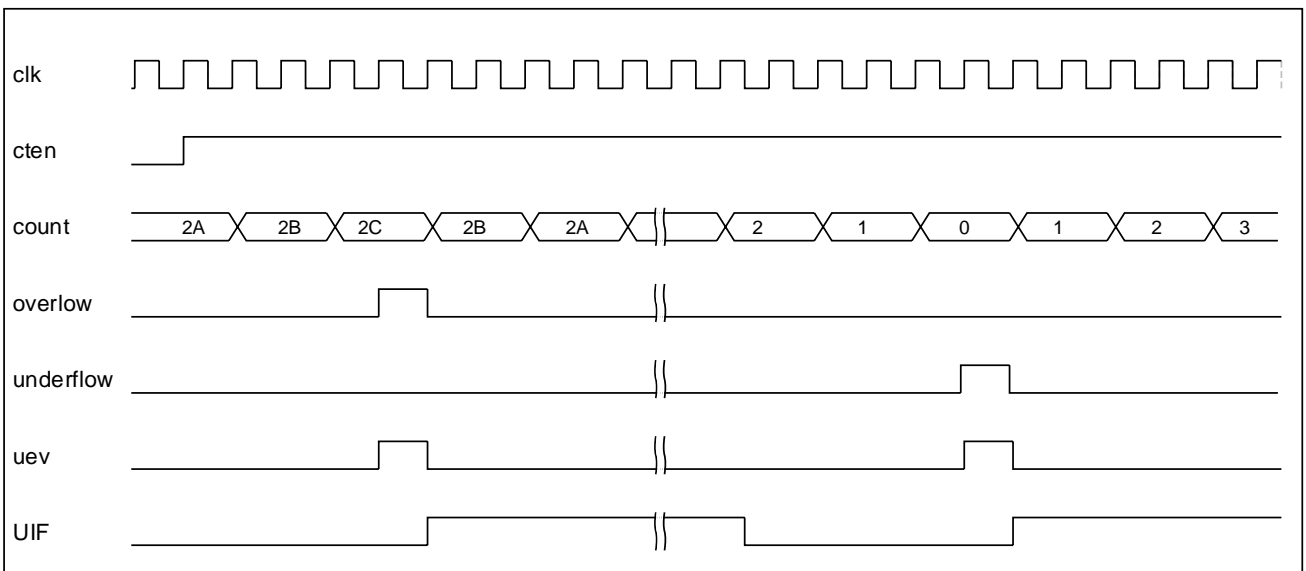 clk
cten
count 2A 2B 2C 2B 2A 2 1 0 1 2 3
overlow
underflow
uev
UIF